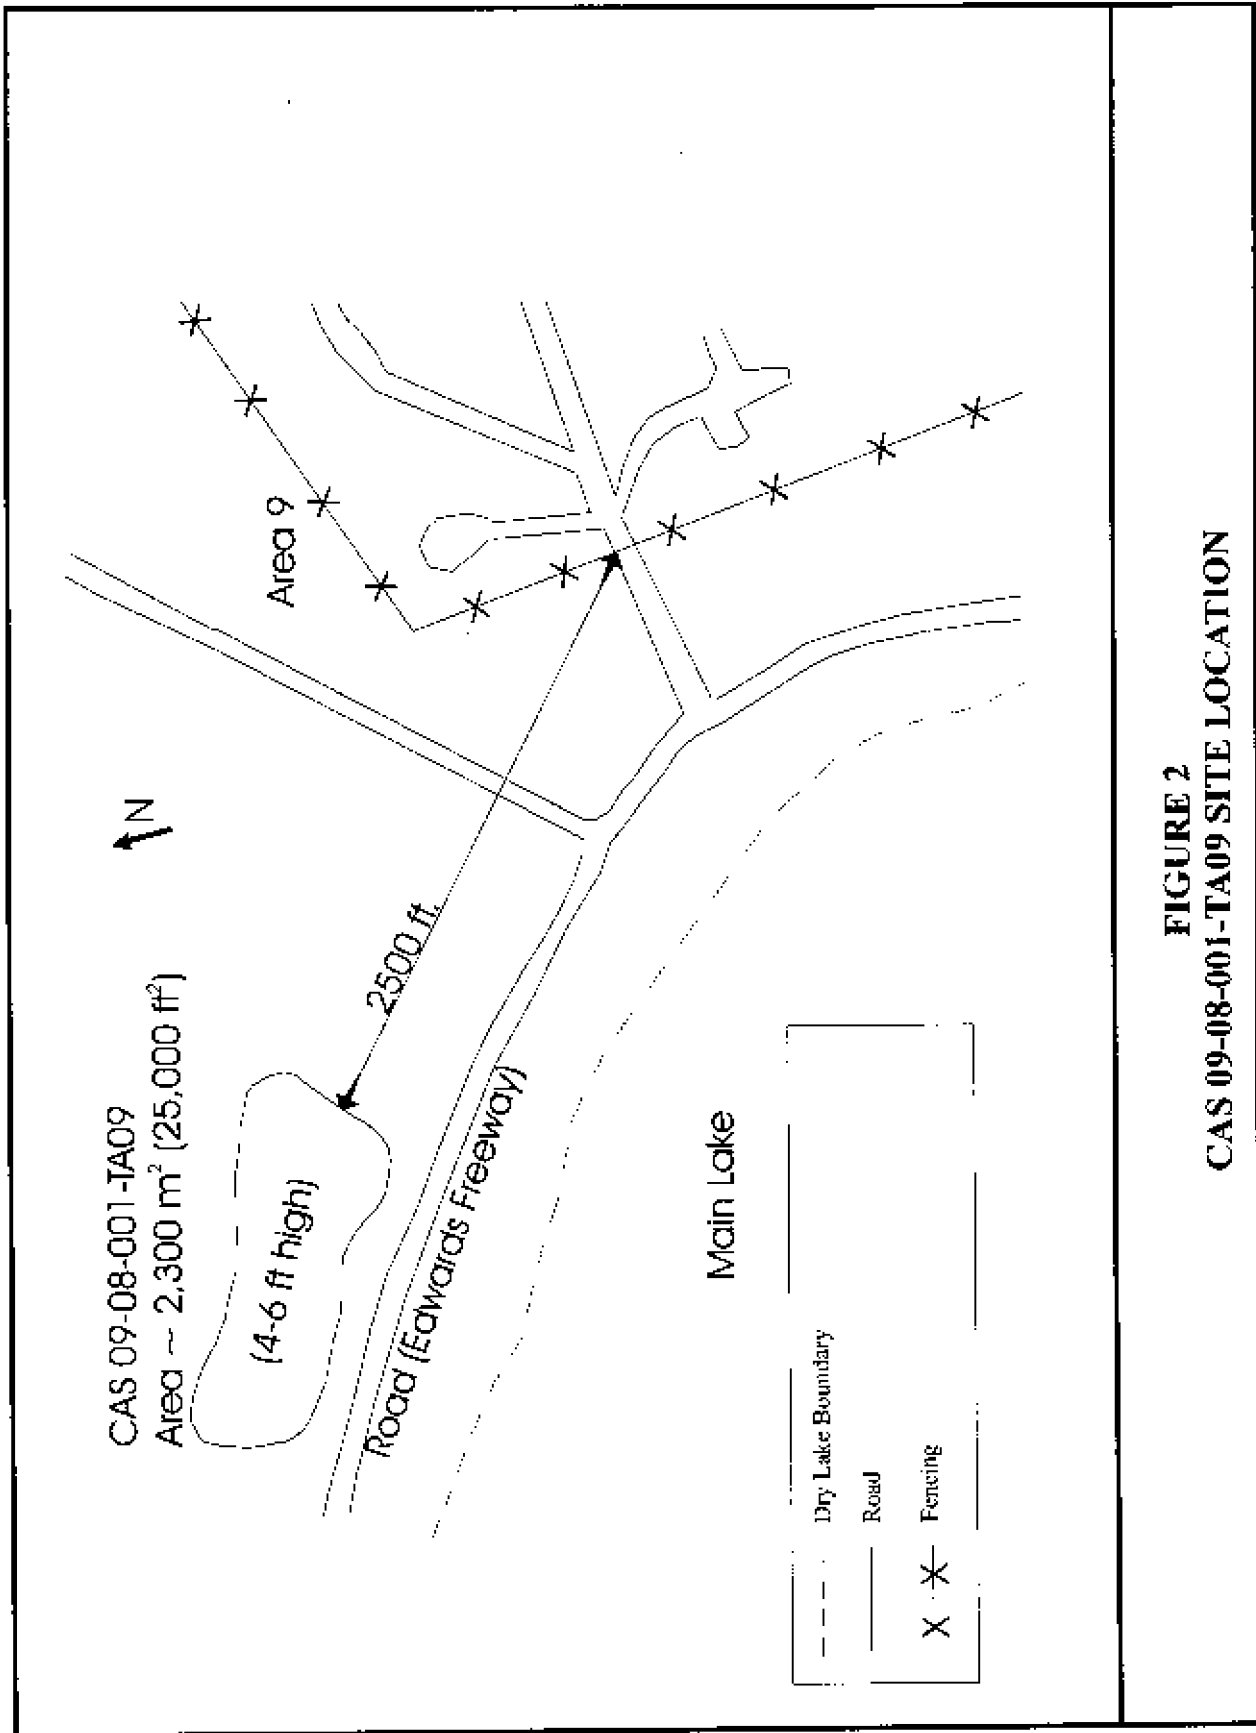 CAS 09-08-001-TA09
Area ~ 2,300 m² (25,000 ft²)
(4-6 ft high)
N
2500 ft.
Area 9
Road (Edwards Freeway)
Main Lake
Dry Lake Boundary
Road
X X Fencing
FIGURE 2
CAS 09-08-001-TA09 SITE LOCATION